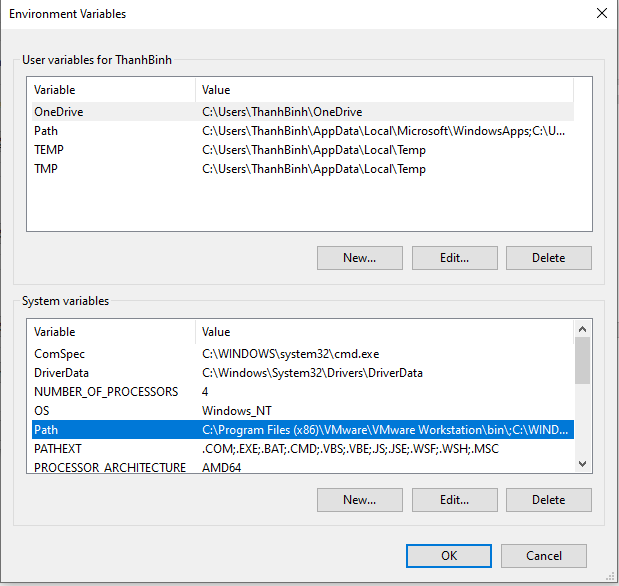 Environment Variables
User variables for ThanhBinh
Variable Value
OneDrive C:\Users\ThanhBinh\OneDrive
Path C:\Users\ThanhBinh\AppData\Local\Microsoft\WindowsApps;C:\U...
TEMP C:\Users\ThanhBinh\AppData\Local\Temp
TMP C:\Users\ThanhBinh\AppData\Local\Temp
New... Edit... Delete
System variables
Variable Value
ComSpec C:\WINDOWS\system32\cmd.exe
DriverData C:\Windows\System32\Drivers\DriverData
NUMBER_OF_PROCESSORS 4
OS Windows_NT
Path C:\Program Files (x86)\VMware\VMware Workstation\bin\;C:\WIND...
PATHEXT .COM;.EXE;.BAT;.CMD;.VBS;.VBE;.JS;.JSE;.WSF;.WSH;.MSC
PROCESSOR_ARCHITECTURE AMD64
New... Edit... Delete
OK Cancel